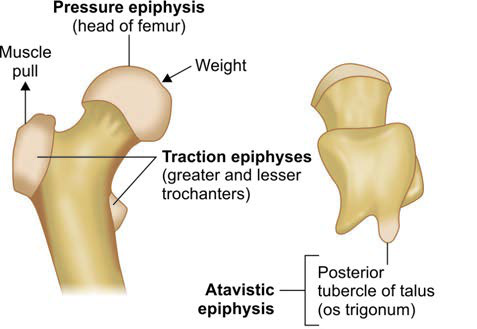 Pressure epiphysis
(head of femur)
Muscle
pull
Weight
Traction epiphyses
(greater and lesser
trochanters)
Atavistic
epiphysis
Posterior
tubercle of talus
(os trigonum)